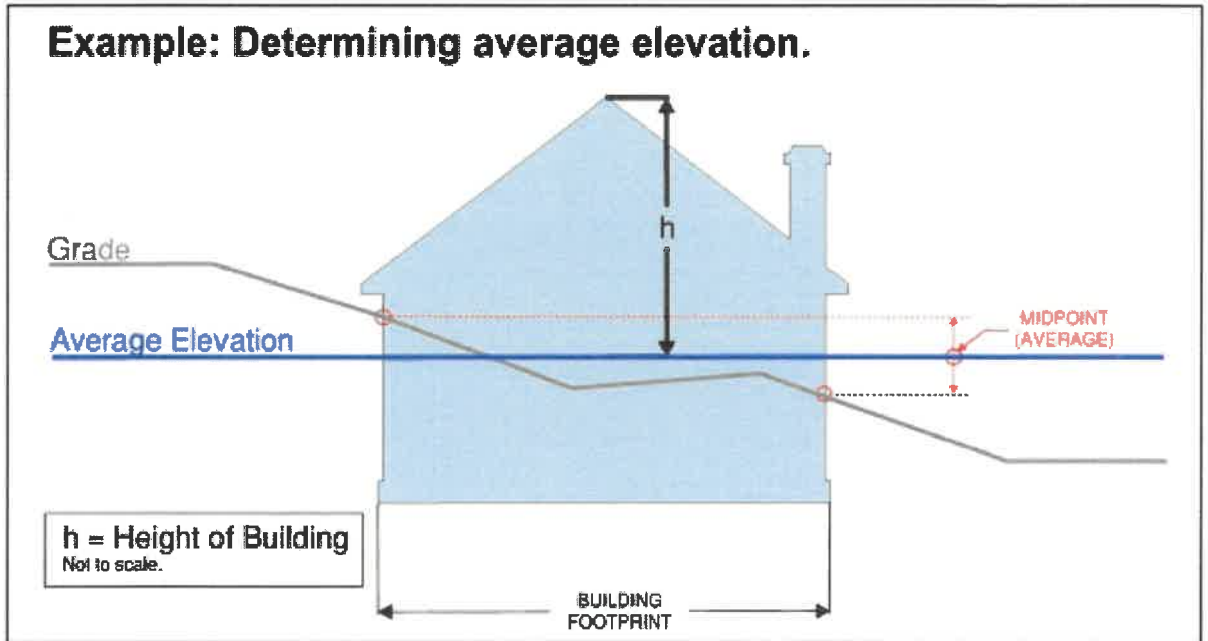 Example: Determining average elevation.
h
Grade
Average Elevation
MIDPOINT
(AVERAGE)
h = Height of Building
Not to scale.
BUILDING
FOOTPRINT